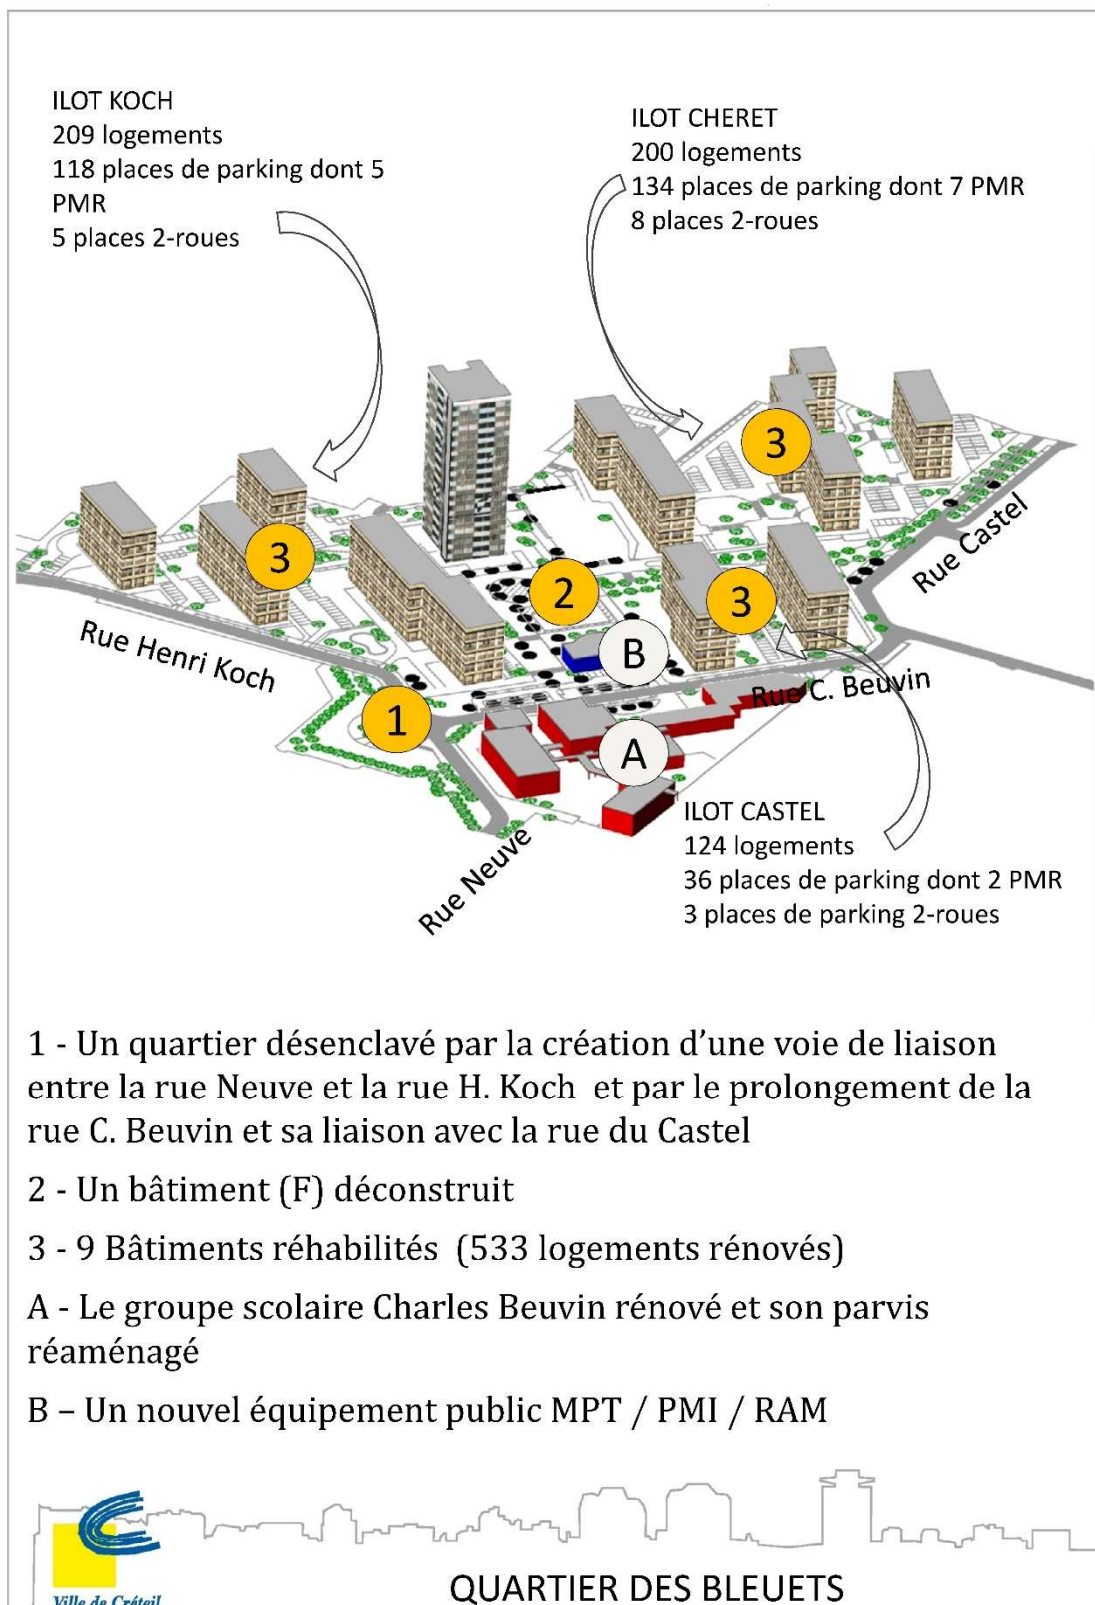 ILOT KOCH
209 logements
118 places de parking dont 5
PMR
5 places 2-roues
ILOT CHERET
200 logements
134 places de parking dont 7 PMR
8 places 2-roues
3
3
2
3
B
1
A
Rue Castel
Rue Henri Koch
Rue C. Beuvin
Rue Neuve
ILOT CASTEL
124 logements
36 places de parking dont 2 PMR
3 places de parking 2-roues
1 - Un quartier désenclavé par la création d'une voie de liaison
entre la rue Neuve et la rue H. Koch et par le prolongement de la
rue C. Beuvin et sa liaison avec la rue du Castel
2 - Un bâtiment (F) déconstruit
3 - 9 Bâtiments réhabilités (533 logements rénovés)
A - Le groupe scolaire Charles Beuvin rénové et son parvis
réaménagé
B – Un nouvel équipement public MPT / PMI / RAM
Ville de Créteil
QUARTIER DES BLEUETS